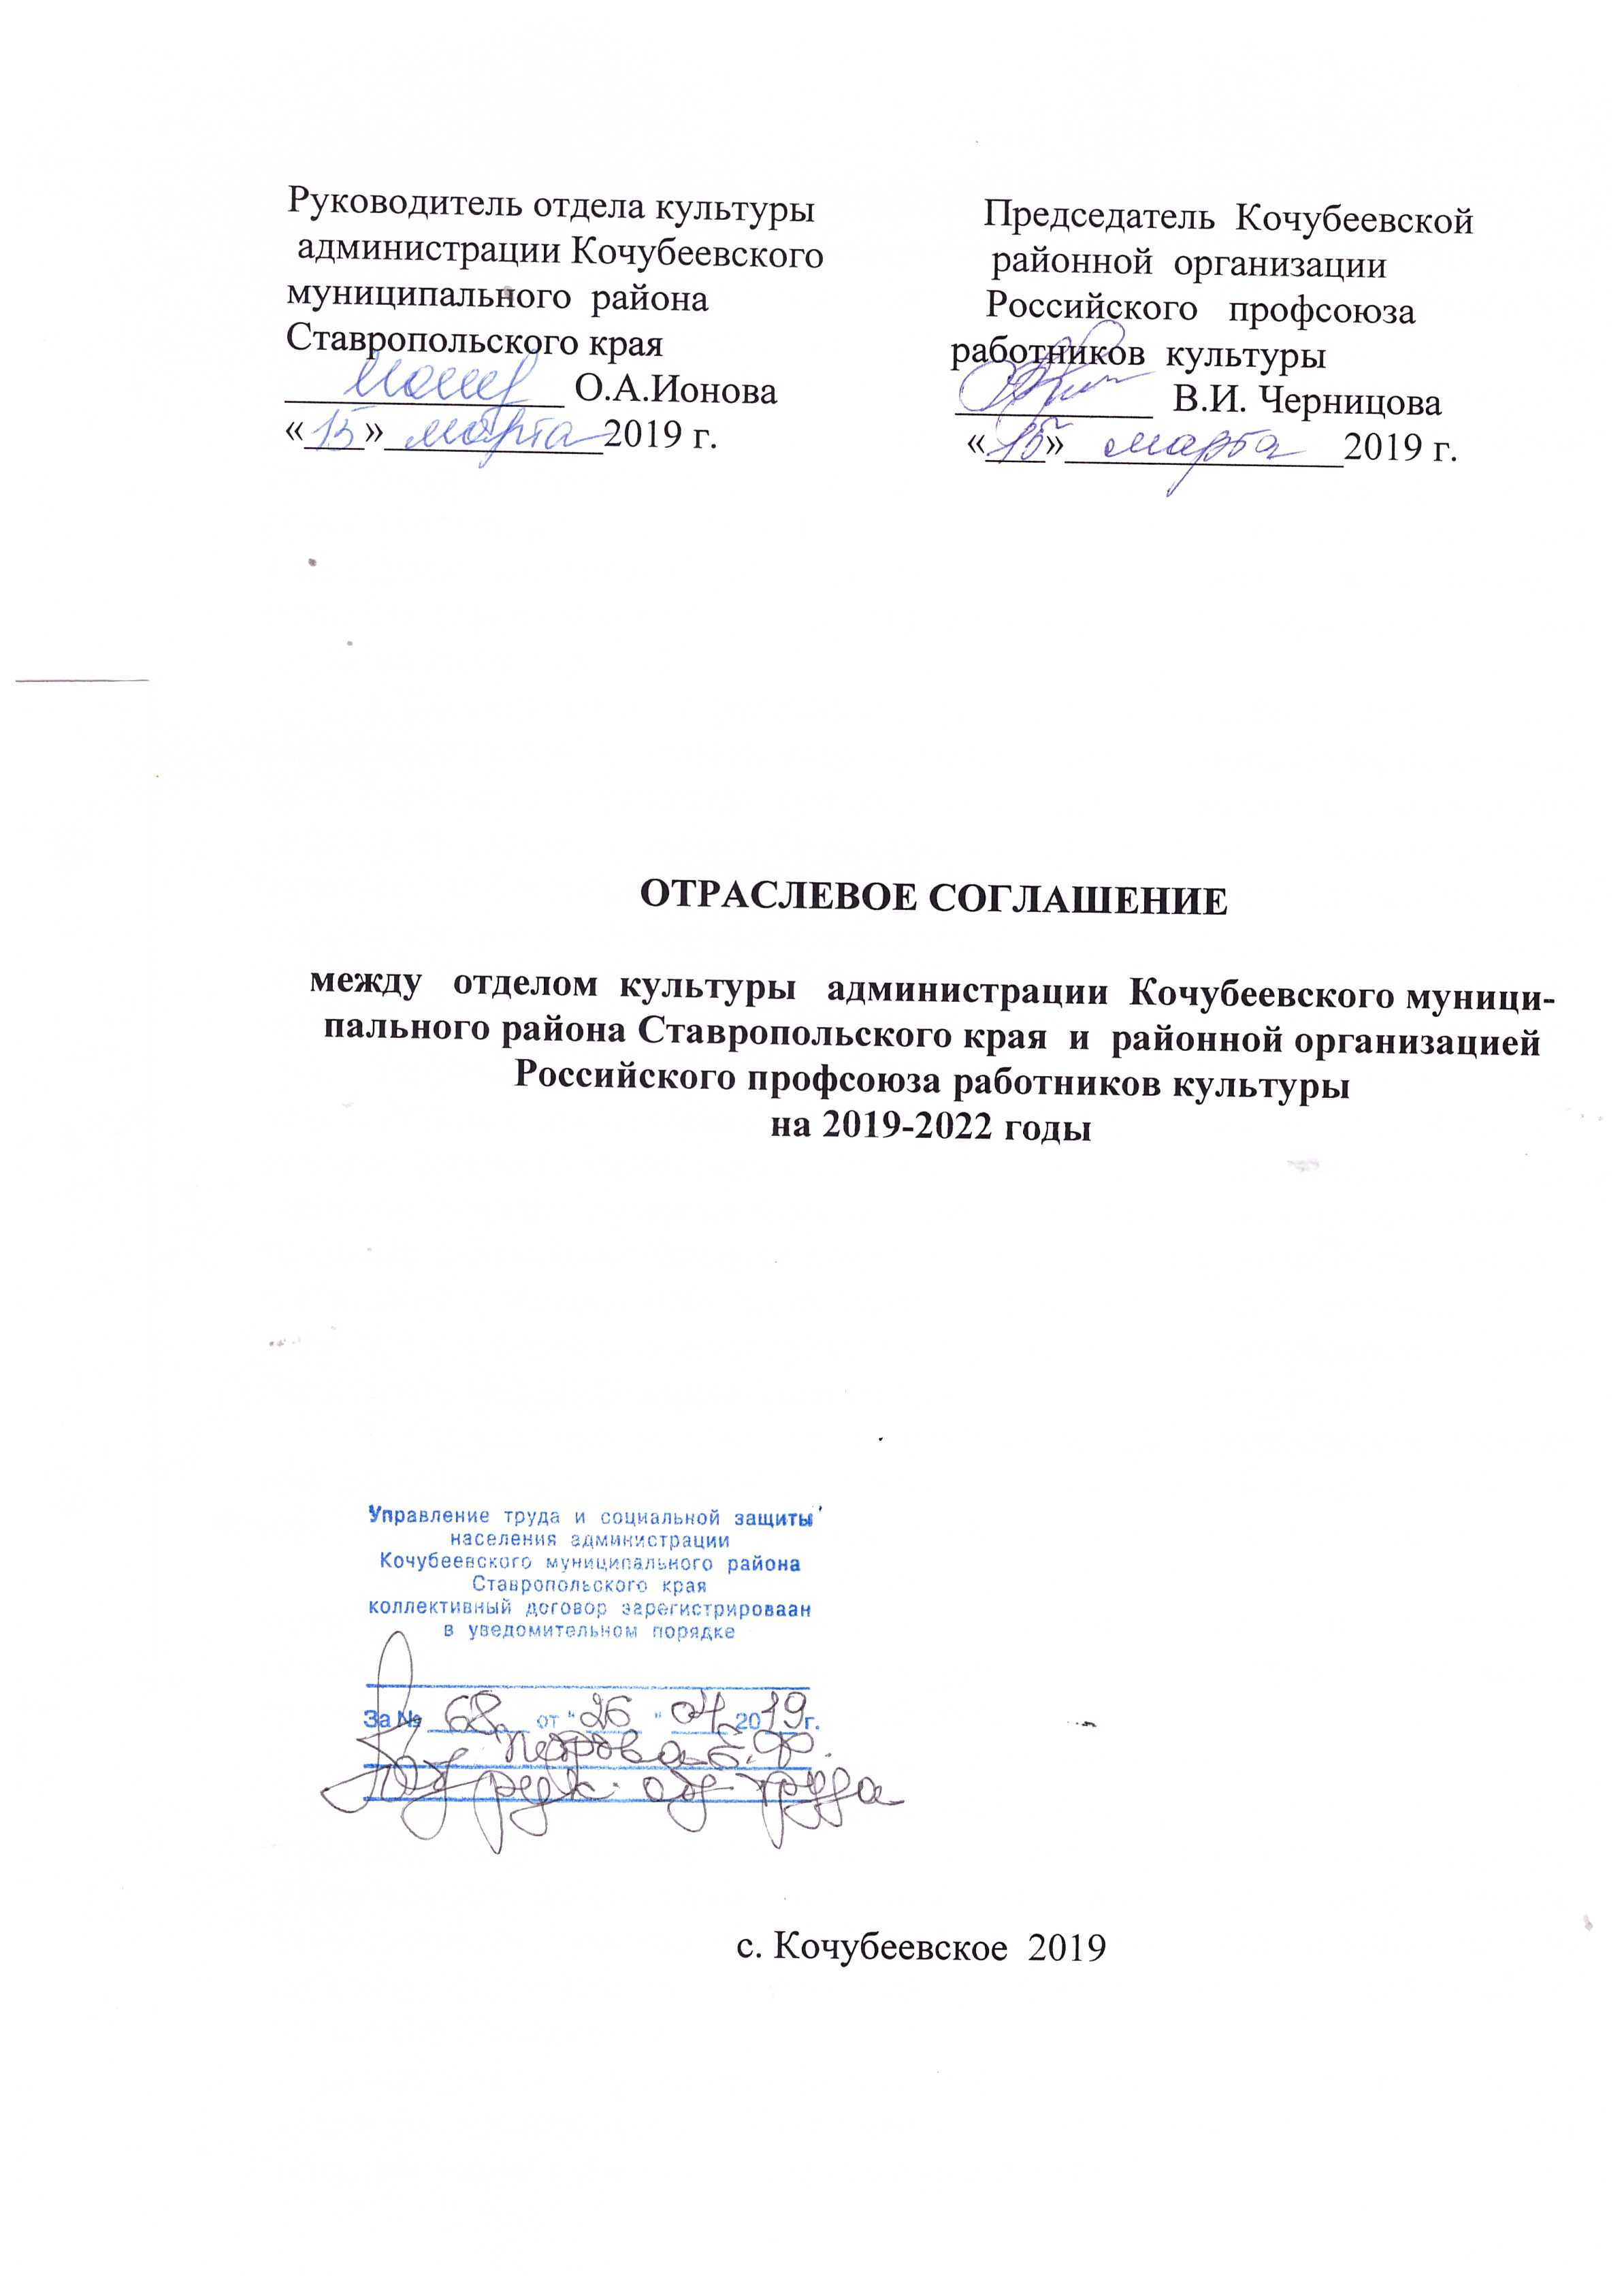 Руководитель отдела культуры
администрации Кочубеевского
муниципального района
Ставропольского края
О.А.Ионова
«15» марта 2019 г.
Председатель Кочубеевской
районной организации
Российского профсоюза
работников культуры
В.И. Черницова
«15» марта 2019 г.
ОТРАСЛЕВОЕ СОГЛАШЕНИЕ
между отделом культуры администрации Кочубеевского муници-
пального района Ставропольского края и районной организацией
Российского профсоюза работников культуры
на 2019-2022 годы
Управление труда и социальной защиты
населения администрации
Кочубеевского муниципального района
Ставропольского края
коллективный договор зарегистрироваан
в уведомительном порядке
За № 68 от "26" 04 2019г.
Петрова Е.Ф.
труда
с. Кочубеевское 2019